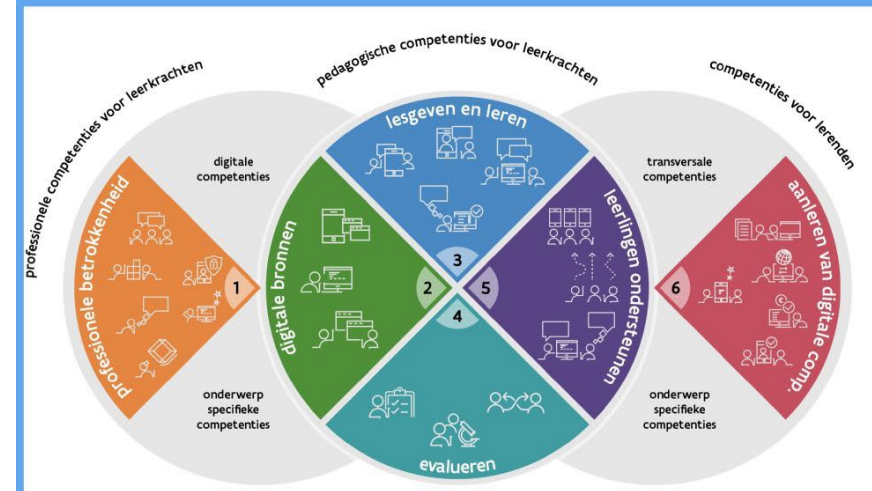 professionele competenties voor leerkrachten
pedagogische competenties voor leerkrachten
competenties voor lerenden
digitale
competenties
transversale
competenties
professionele betrokkenheid
1
digitale bronnen
2
lesgeven en leren
3
4
evalueren
5
leerlingen ondersteunen
6
aanleren van digitale comp.
onderwerp
specifieke
competenties
onderwerp
specifieke
competenties